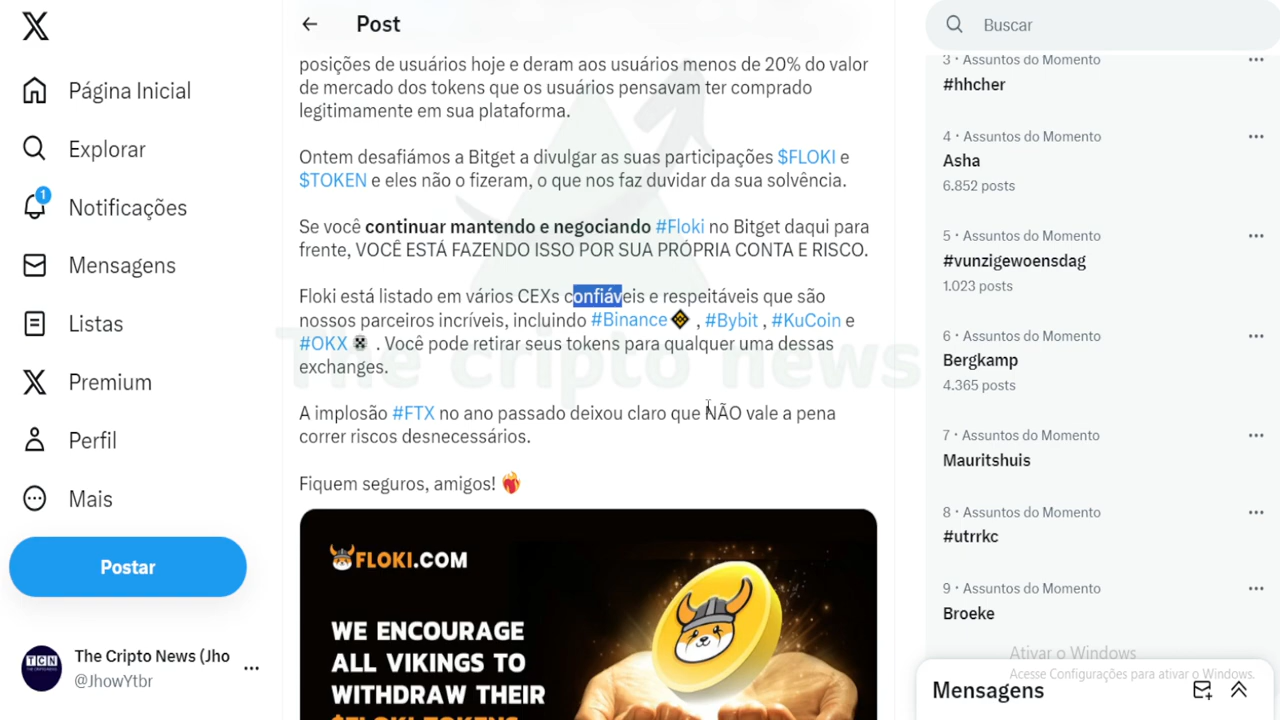 Post
Buscar
Página Inicial
Explorar
1
Notificações
Mensagens
Listas
Premium
Perfil
Mais
Postar
TCN
The Cripto News (Jho
@JhowYtbr
posições de usuários hoje e deram aos usuários menos de 20% do valor
de mercado dos tokens que os usuários pensavam ter comprado
legitimamente em sua plataforma.
Ontem desafiámos a Bitget a divulgar as suas participações $FLOKI e
$TOKEN e eles não o fizeram, o que nos faz duvidar da sua solvência.
Se você continuar mantendo e negociando #Floki no Bitget daqui para
frente, VOCÊ ESTÁ FAZENDO ISSO POR SUA PRÓPRIA CONTA E RISCO.
Floki está listado em vários CEXs confiáveis e respeitáveis que são
nossos parceiros incríveis, incluindo #Binance , #Bybit , #KuCoin e
#OKX . Você pode retirar seus tokens para qualquer uma dessas
exchanges.
A implosão #FTX no ano passado deixou claro que NÃO vale a pena
correr riscos desnecessários.
Fiquem seguros, amigos!
The cripto news
FLOKI.COM
WE ENCOURAGE
ALL VIKINGS TO
WITHDRAW THEIR
$FLOKI TOKENS
3 · Assuntos do Momento
#hhcher
4 · Assuntos do Momento
Asha
6.852 posts
5 · Assuntos do Momento
#vunzigewoensdag
1.023 posts
6 · Assuntos do Momento
Bergkamp
4.365 posts
7 · Assuntos do Momento
Mauritshuis
8 · Assuntos do Momento
#utrrkc
9 · Assuntos do Momento
Broeke
Ativar o Windows
Acesse Configurações para ativar o Windows.
Mensagens